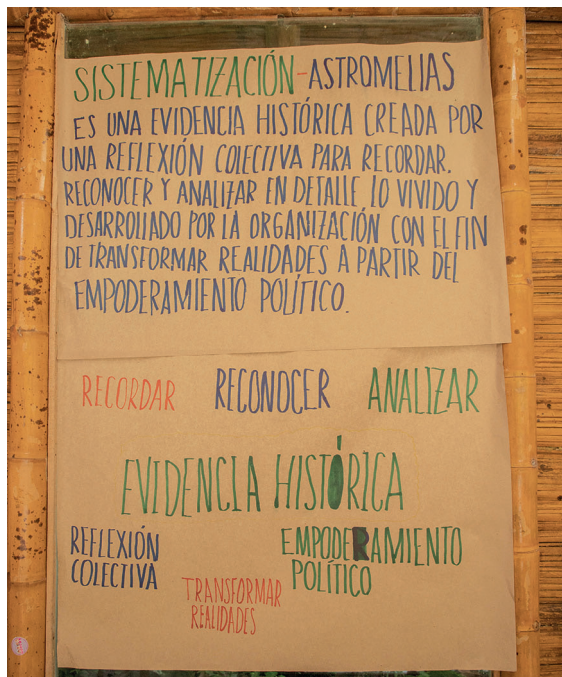 SISTEMATIZACIÓN-ASTROMELIAS
ES UNA EVIDENCIA HISTÓRICA CREADA POR
UNA REFLEXIÓN COLECTIVA PARA RECORDAR,
RECONOCER Y ANALIZAR EN DETALLE, LO VIVIDO Y
DESARROLLADO POR LA ORGANIZACIÓN CON EL FIN
DE TRANSFORMAR REALIDADES A PARTIR DEL
EMPODERAMIENTO POLÍTICO.
RECORDAR RECONOCER ANALIZAR
EVIDENCIA HISTÓRICA
REFLEXIÓN
COLECTIVA
EMPODERAMIENTO
POLÍTICO
TRANSFORMAR
REALIDADES